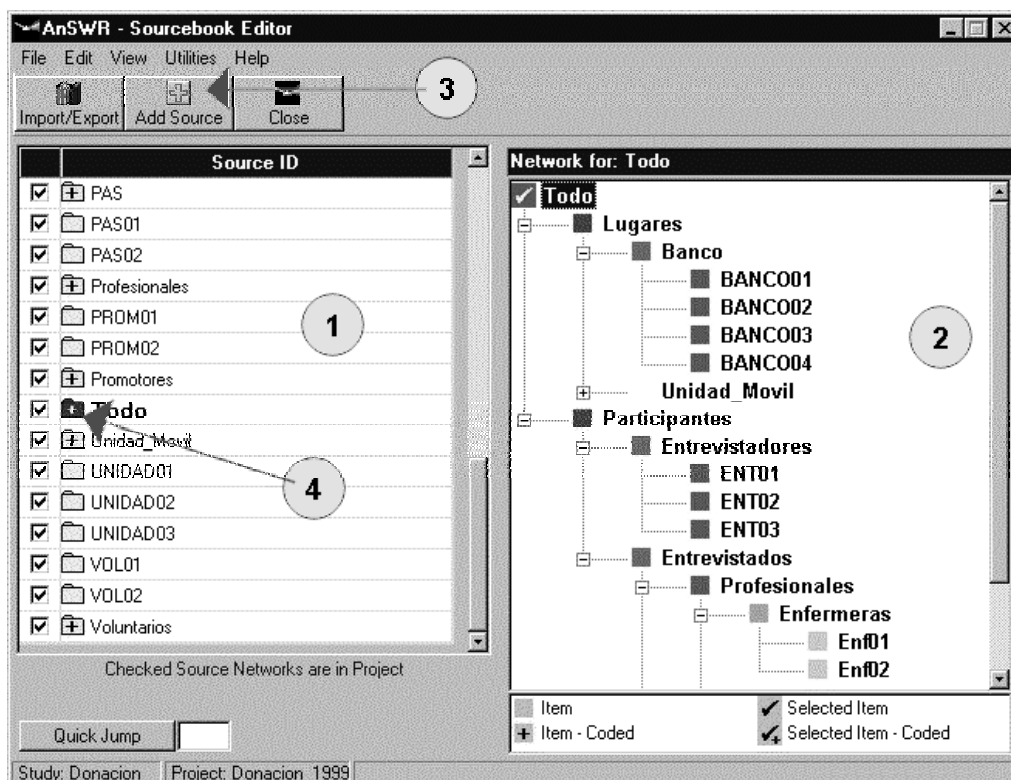 AnSWR - Sourcebook Editor
File Edit View Utilities Help
3
Import/Export Add Source Close
Source ID
PAS
PAS01
PAS02
Profesionales
PROM01
1
PROM02
Promotores
Todo
Unidad_Movil
UNIDAD01
4
UNIDAD02
UNIDAD03
VOL01
VOL02
Voluntarios
Checked Source Networks are in Project
Quick Jump
Network for: Todo
Todo
Lugares
Banco
BANCO01
BANCO02
BANCO03
2
BANCO04
Unidad_Movil
Participantes
Entrevistadores
ENT01
ENT02
ENT03
Entrevistados
Profesionales
Enfermeras
Enf01
Enf02
Item Selected Item
Item - Coded Selected Item - Coded
Study: Donacion Project: Donacion_1999